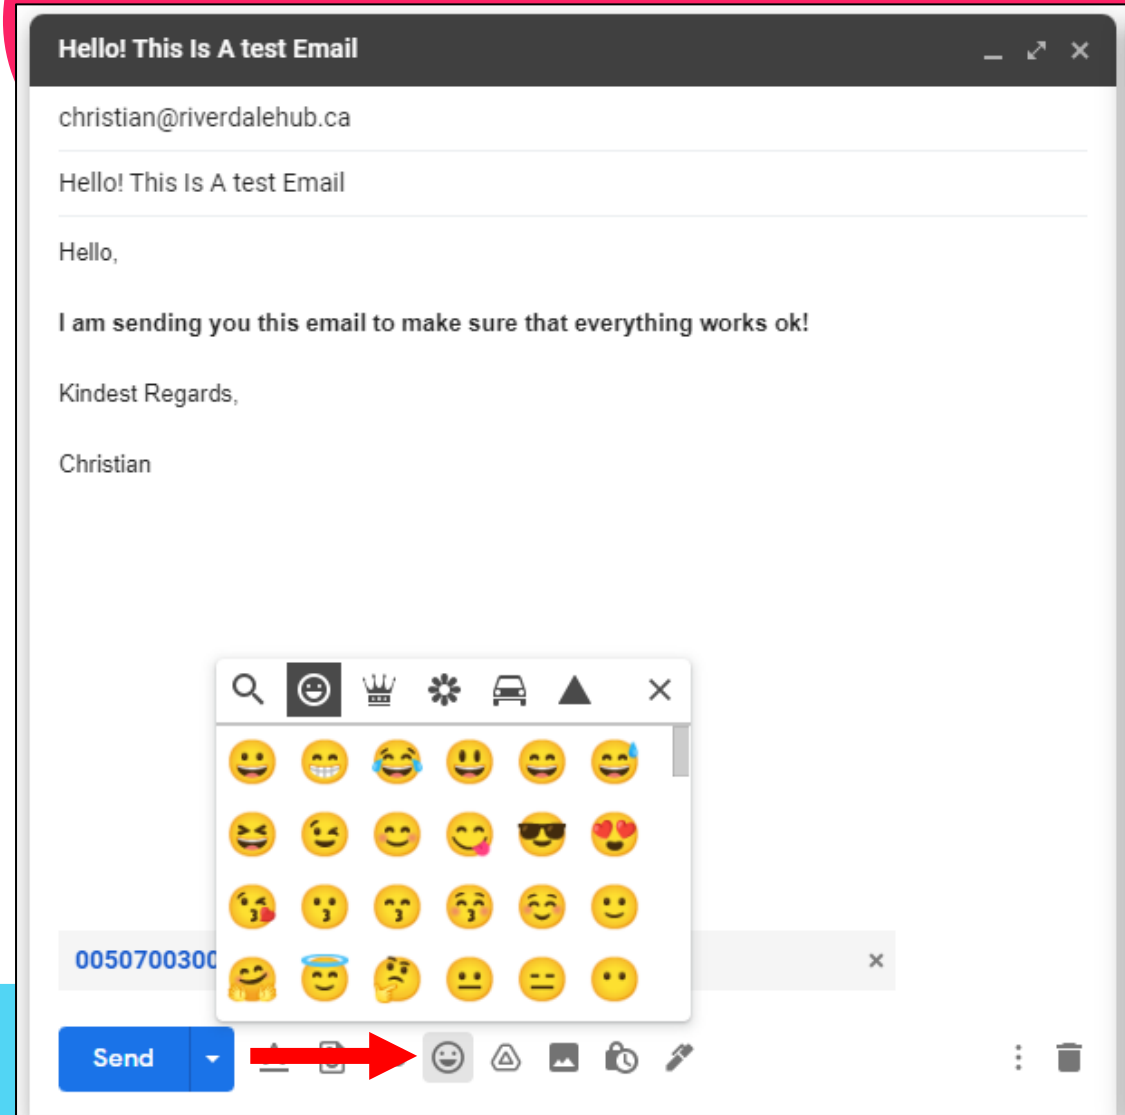 Hello! This Is A test Email
christian@riverdalehub.ca
Hello! This Is A test Email
Hello,
I am sending you this email to make sure that everything works ok!
Kindest Regards,
Christian
0050700300
Send